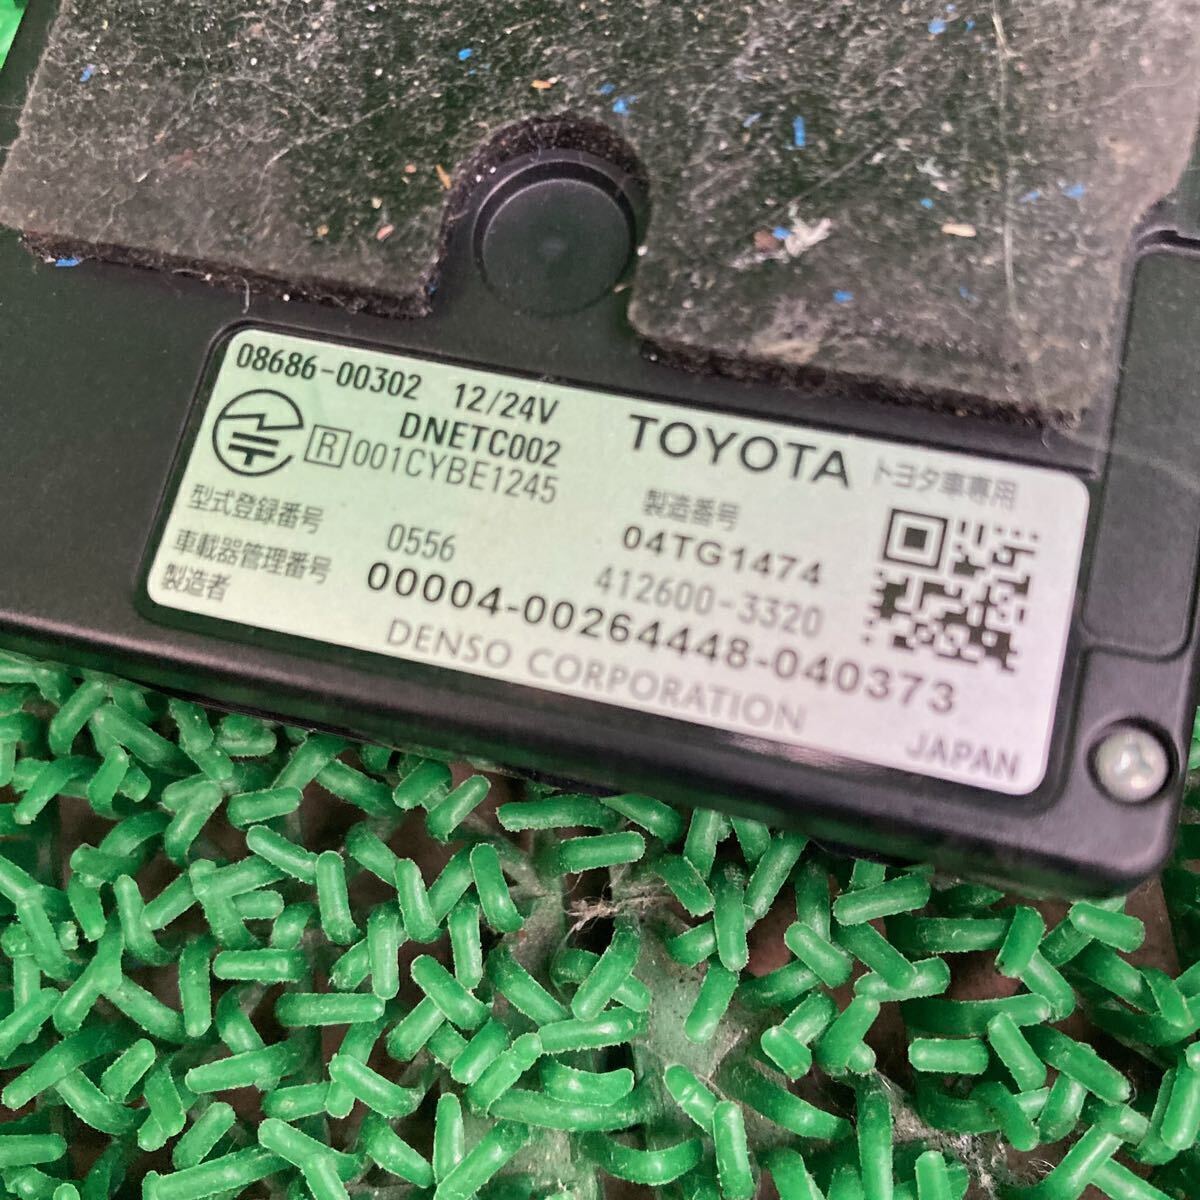 08686-00302 12/24V
DNETC002
R 001CYBE1245
TOYOTA トヨタ車専用
型式登録番号 0556
製造番号
04TG1474
412600-3320
車載器管理番号 00004-00264448-040373
製造者 DENSO CORPORATION
JAPAN